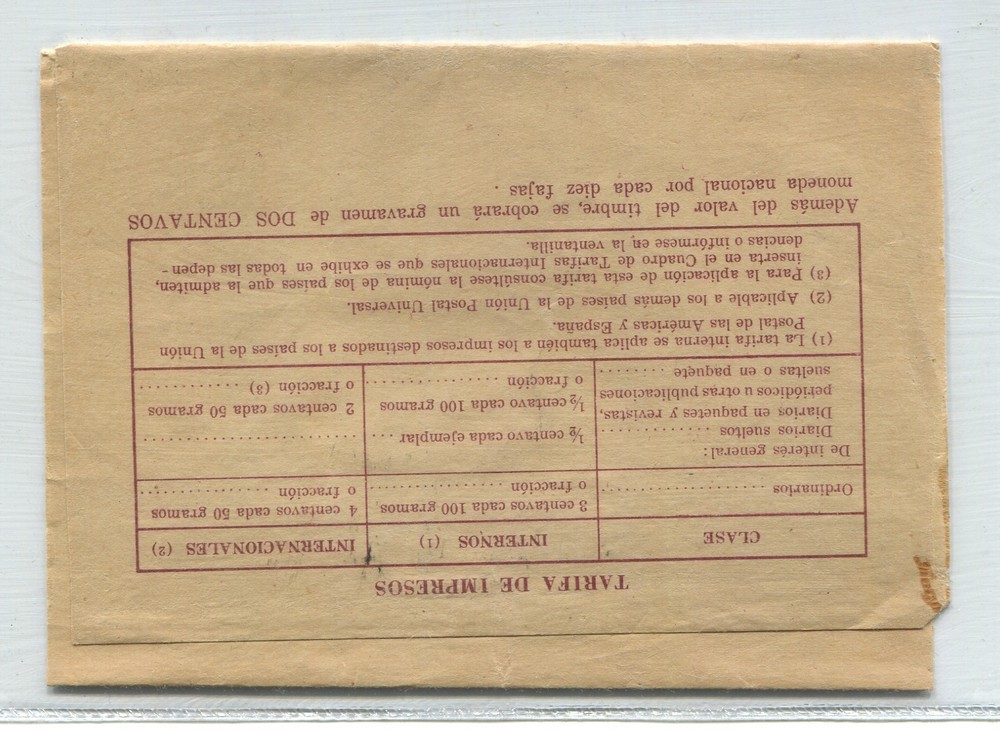 TARIFA DE IMPRESOS
CLASE INTERNOS (1) INTERNACIONALES (2)
Ordinarios .......................... 3 centavos cada 100 gramos 4 centavos cada 50 gramos
o fracción .................. o fracción ..................
De interés general:
Diarios sueltos .............. ½ centavo cada ejemplar ... ..............................
Diarios en paquetes y revistas,
periódicos u otras publicaciones ½ centavo cada 100 gramos 2 centavos cada 50 gramos
sueltas o en paquete ........ o fracción .................. o fracción (3) ............
(1) La tarifa interna se aplica también a los impresos destinados a los países de la Unión
Postal de las Américas y España.
(2) Aplicable a los demás países de la Unión Postal Universal.
(3) Para la aplicación de esta tarifa consúltese la nómina de los países que la admiten,
inserta en el Cuadro de Tarifas Internacionales que se exhibe en todas las depen-
dencias o infórmese en la ventanilla.
Además del valor del timbre, se cobrará un gravamen de DOS CENTAVOS
moneda nacional por cada diez fajas.